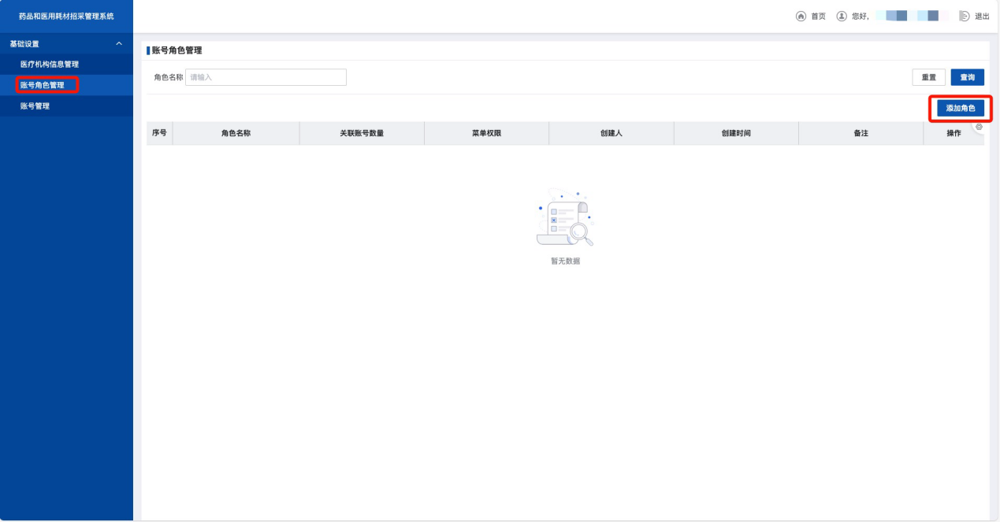 药品和医用耗材招采管理系统
首页 您好, 退出
基础设置
医疗机构信息管理
账号角色管理
账号管理
账号角色管理
角色名称 请输入 重置 查询
添加角色
序号 角色名称 关联账号数量 菜单权限 创建人 创建时间 备注 操作
暂无数据